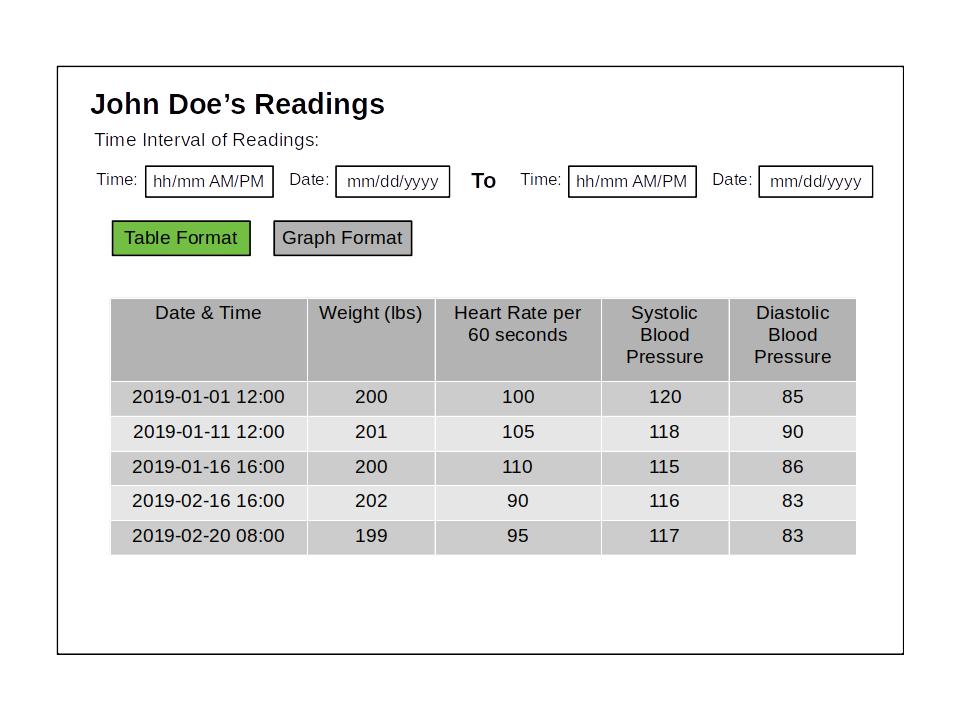 John Doe’s Readings
Time Interval of Readings:
Time: hh/mm AM/PM Date: mm/dd/yyyy To Time: hh/mm AM/PM Date: mm/dd/yyyy
Table Format Graph Format
Date & Time Weight (lbs) Heart Rate per Systolic Diastolic
60 seconds Blood Blood
Pressure Pressure
2019-01-01 12:00 200 100 120 85
2019-01-11 12:00 201 105 118 90
2019-01-16 16:00 200 110 115 86
2019-02-16 16:00 202 90 116 83
2019-02-20 08:00 199 95 117 83